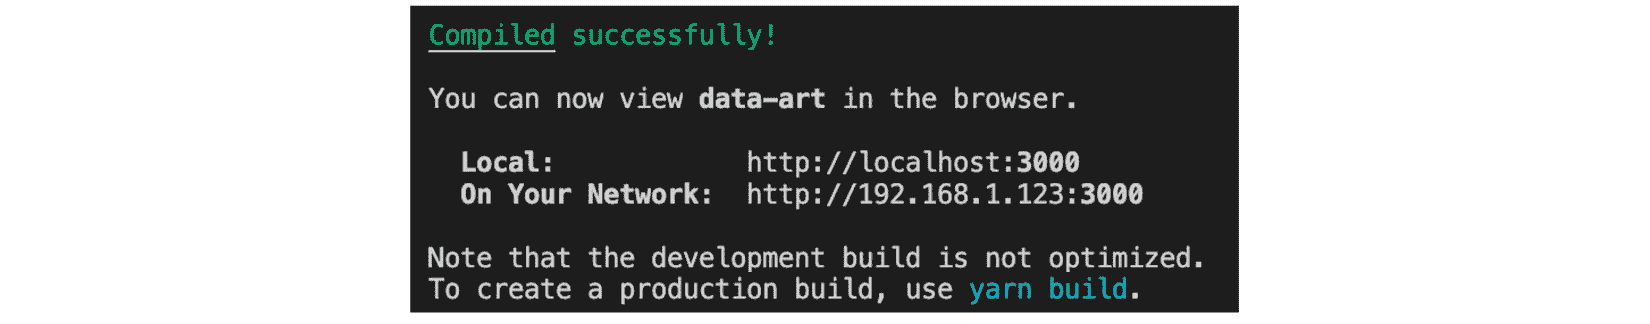 Compiled successfully!
You can now view data-art in the browser.
Local: http://localhost:3000
On Your Network: http://192.168.1.123:3000
Note that the development build is not optimized.
To create a production build, use yarn build.